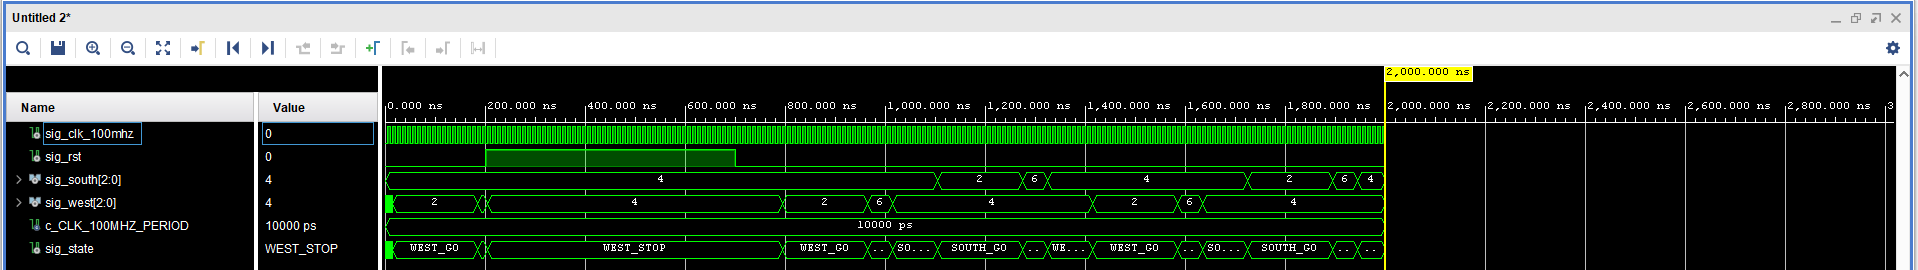 Untitled 2*
2,000.000 ns
Name Value
0.000 ns 200.000 ns 400.000 ns 600.000 ns 800.000 ns 1,000.000 ns 1,200.000 ns 1,400.000 ns 1,600.000 ns 1,800.000 ns 2,000.000 ns 2,200.000 ns 2,400.000 ns 2,600.000 ns 2,800.000 ns 3
sig_clk_100mhz 0
sig_rst 0
sig_south[2:0] 4 4 2 6 4 2 6 4
sig_west[2:0] 4 2 4 2 6 4 2 6 4
c_CLK_100MHZ_PERIOD 10000 ps 10000 ps
sig_state WEST_STOP WEST_GO WEST_STOP WEST_GO .. SO... SOUTH_GO .. WE... WEST_GO .. SO... SOUTH_GO .. ..